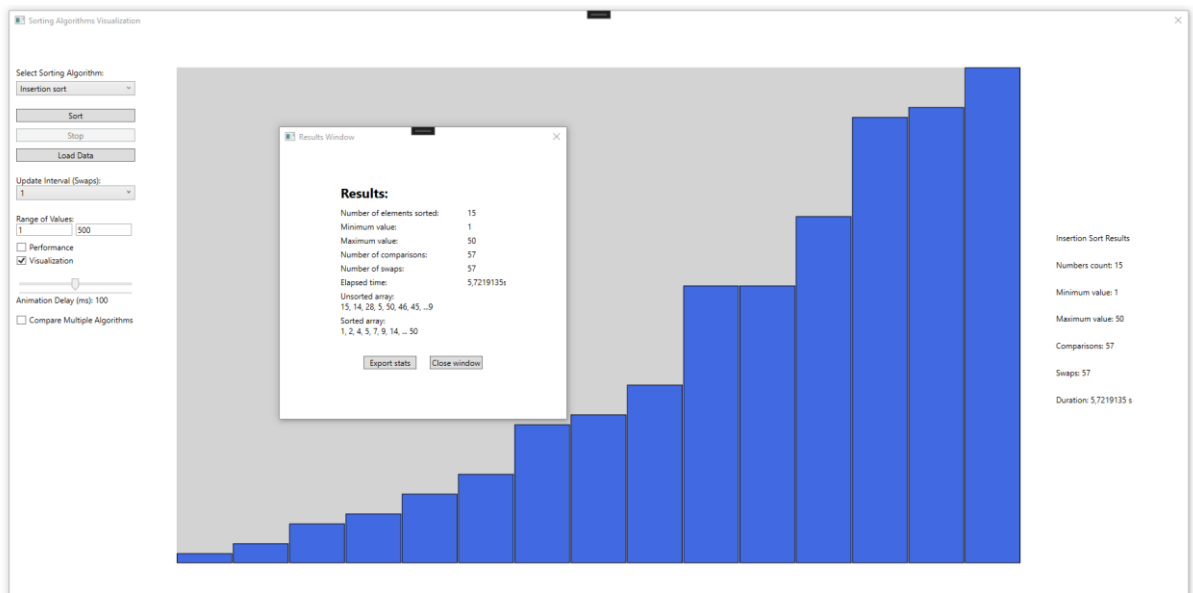 Sorting Algorithms Visualization
Select Sorting Algorithm:
Insertion sort
Sort
Stop
Load Data
Update Interval (Swaps):
1
Range of Values:
1 500
Performance
Visualization
Animation Delay (ms): 100
Compare Multiple Algorithms
Results Window
Results:
Number of elements sorted: 15
Minimum value: 1
Maximum value: 50
Number of comparisons: 57
Number of swaps: 57
Elapsed time: 5,7219135s
Unsorted array:
15, 14, 28, 5, 50, 46, 45, ...9
Sorted array:
1, 2, 4, 5, 7, 9, 14, ... 50
Export stats Close window
Insertion Sort Results
Numbers count: 15
Minimum value: 1
Maximum value: 50
Comparisons: 57
Swaps: 57
Duration: 5,7219135 s